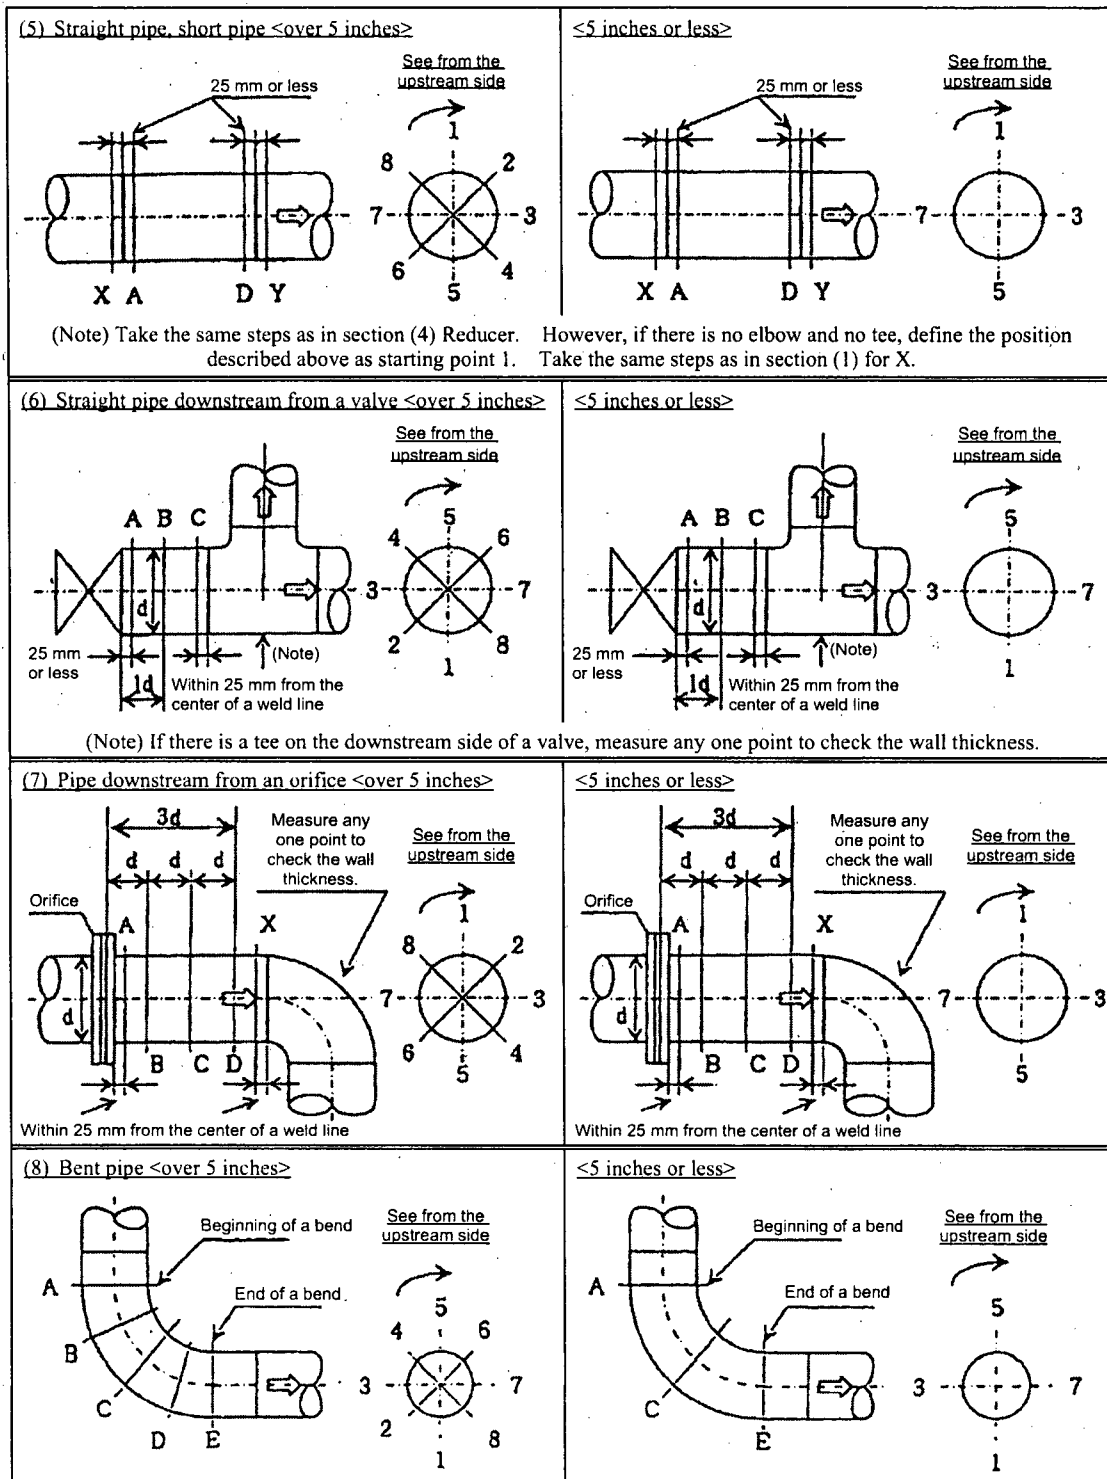 (5) Straight pipe, short pipe <over 5 inches>
25 mm or less
See from the
upstream side
1
8 2
7 3
6 4
5
X A D Y
<5 inches or less>
25 mm or less
See from the
upstream side
1
7 3
5
X A D Y
(Note) Take the same steps as in section (4) Reducer. However, if there is no elbow and no tee, define the position
described above as starting point 1. Take the same steps as in section (1) for X.
(6) Straight pipe downstream from a valve <over 5 inches>
See from the
upstream side
A B C
5
4 6
3 7
2 8
1
d
25 mm
or less
1d
(Note)
Within 25 mm from the
center of a weld line
<5 inches or less>
See from the
upstream side
A B C
5
3 7
1
d
25 mm
or less
1d
(Note)
Within 25 mm from the
center of a weld line
(Note) If there is a tee on the downstream side of a valve, measure any one point to check the wall thickness.
(7) Pipe downstream from an orifice <over 5 inches>
3d
d d d
Measure any
one point to
check the wall
thickness.
See from the
upstream side
Orifice
A X
1
8 2
7 3
6 4
5
d
B C D
Within 25 mm from the center of a weld line
<5 inches or less>
3d
d d d
Measure any
one point to
check the wall
thickness.
See from the
upstream side
Orifice
A X
1
7 3
5
d
B C D
Within 25 mm from the center of a weld line
(8) Bent pipe <over 5 inches>
Beginning of a bend
See from the
upstream side
End of a bend
A
B
C
D E
5
4 6
3 7
2 8
1
<5 inches or less>
Beginning of a bend
See from the
upstream side
End of a bend
A
C
E
5
3 7
1